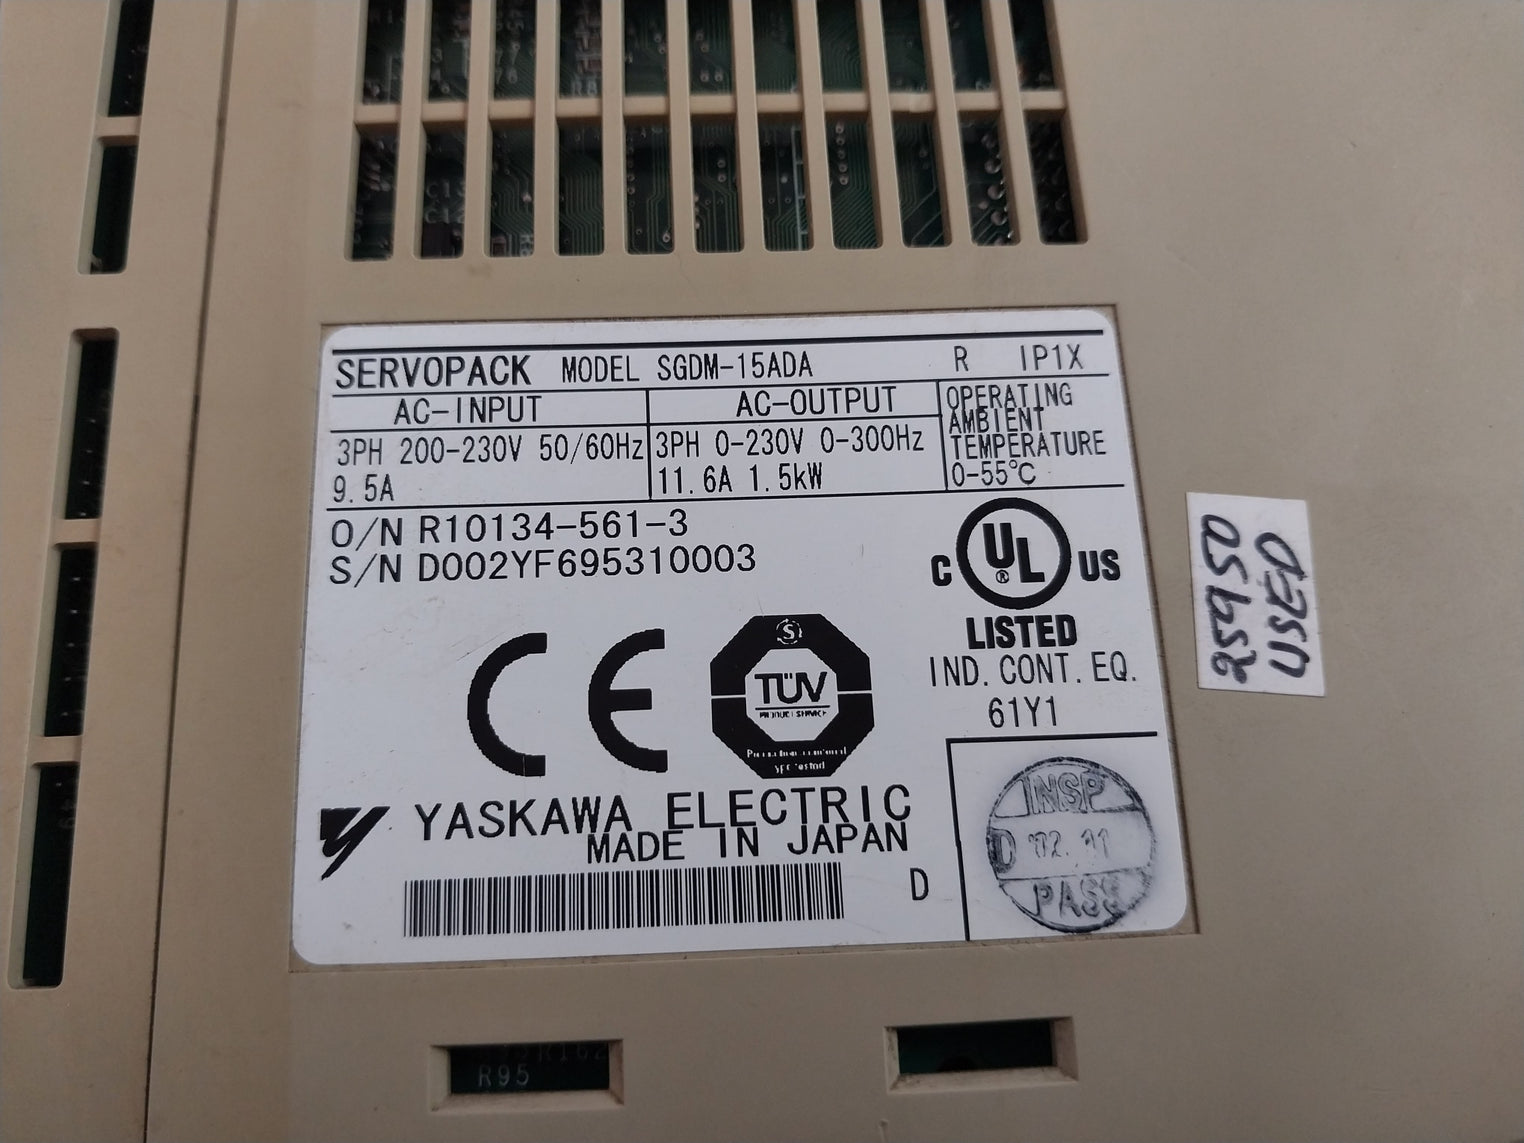 SERVOPACK MODEL SGDM-15ADA R IP1X
AC-INPUT AC-OUTPUT OPERATING AMBIENT TEMPERATURE 0-55℃
3PH 200-230V 50/60Hz 3PH 0-230V 0-300Hz
9.5A 11.6A 1.5kW
O/N R10134-561-3
S/N D002YF695310003
C UL® US
LISTED
IND. CONT. EQ.
61Y1
CE
S
TÜV
PRODUCT SERVICE
YASKAWA ELECTRIC
MADE IN JAPAN
D
INSP
D '02. 11
PASS
USED
R95